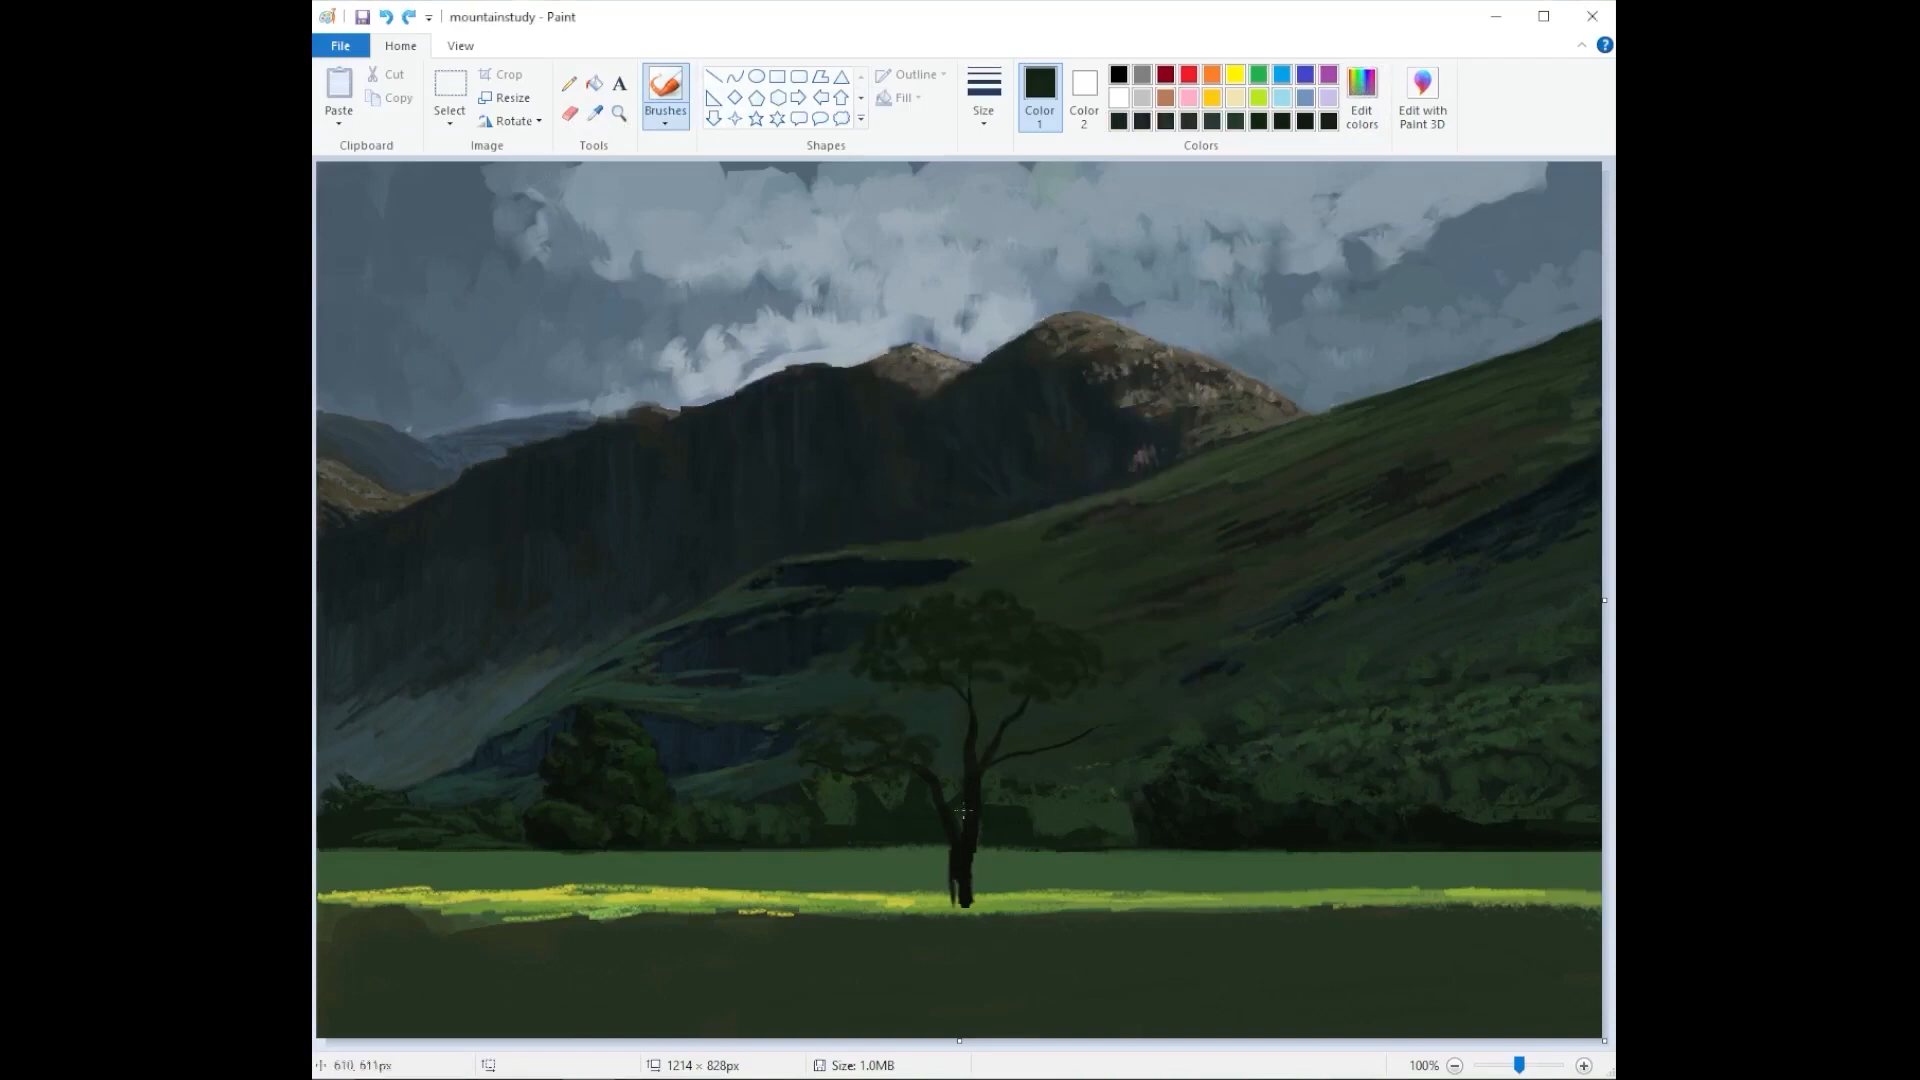 mountainstudy - Paint
File Home View
Paste
Cut
Copy
Clipboard
Select
Crop
Resize
Rotate
Image
A
Tools
Brushes
Shapes
Outline
Fill
Size
Color 1
Color 2
Colors
Edit colors
Edit with Paint 3D
?
610, 611px
1214 × 828px
Size: 1.0MB
100%